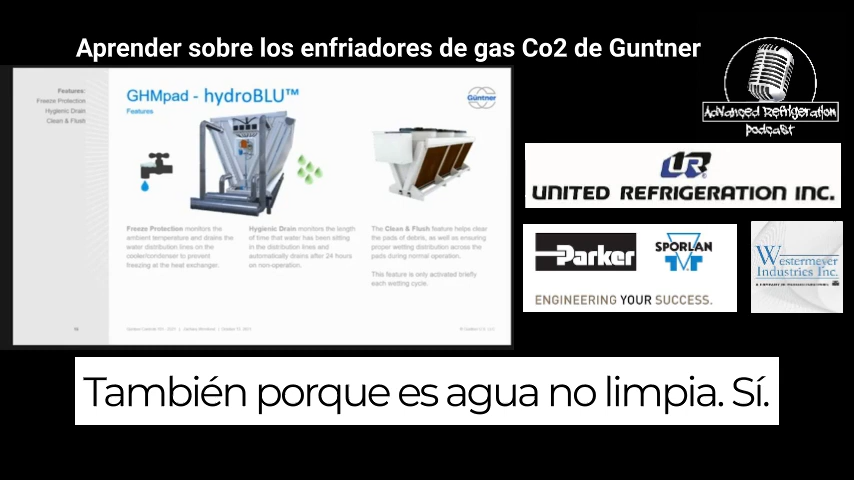 Aprender sobre los enfriadores de gas Co2 de Guntner
Advanced Refrigeration
podcast
Features:
Freeze Protection
Hygienic Drain
Clean & Flush
GHMpad - hydroBLU™
Features
Güntner
Freeze Protection monitors the
ambient temperature and drains the
water distribution lines on the
cooler/condenser to prevent
freezing at the heat exchanger.
Hygienic Drain monitors the length
of time that water has been sitting
in the distribution lines and
automatically drains after 24 hours
on non-operation.
The Clean & Flush feature helps clear
the pads of debris, as well as ensuring
proper wetting distribution across the
pads during normal operation.
This feature is only activated briefly
each wetting cycle.
UR
UNITED REFRIGERATION INC.
Parker
SPORLAN
ENGINEERING YOUR SUCCESS.
Westermeyer
Industries Inc.
También porque es agua no limpia. Sí.